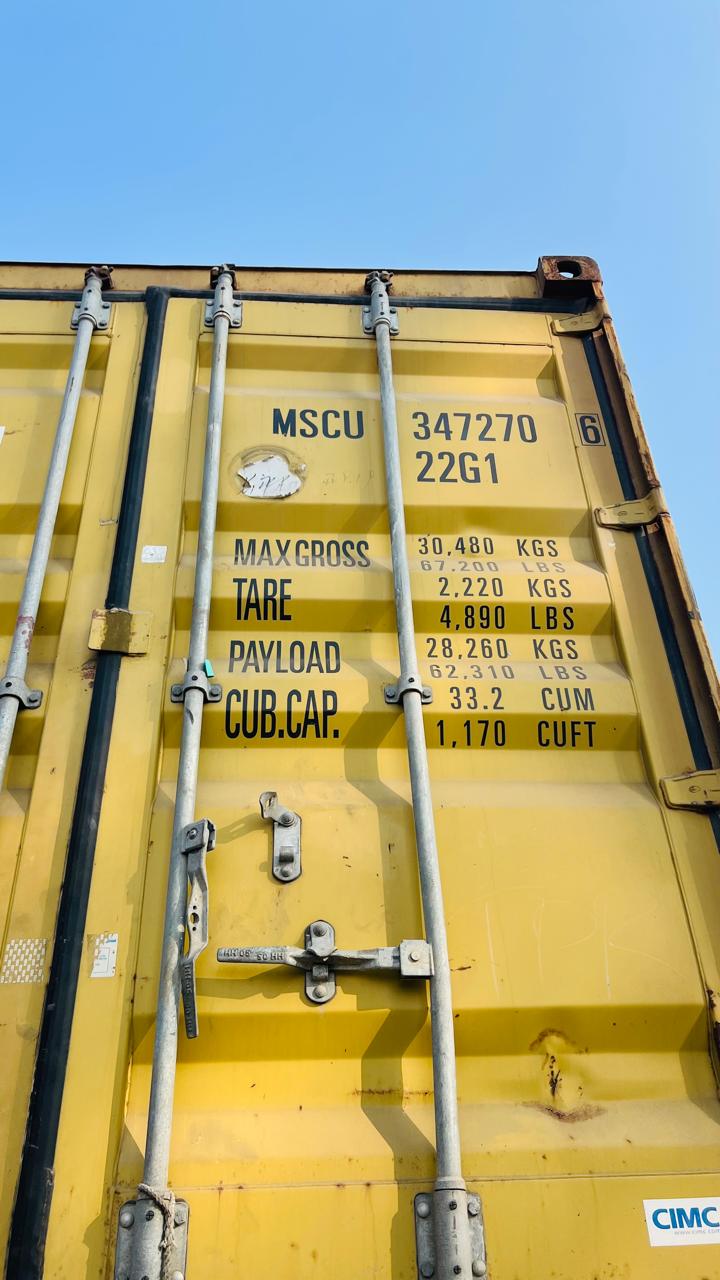 MSCU 347270 6
22G1
MAX GROSS 30,480 KGS
67,200 LBS
TARE 2,220 KGS
4,890 LBS
PAYLOAD 28,260 KGS
62,310 LBS
CUB.CAP. 33.2 CUM
1,170 CUFT
CIMC